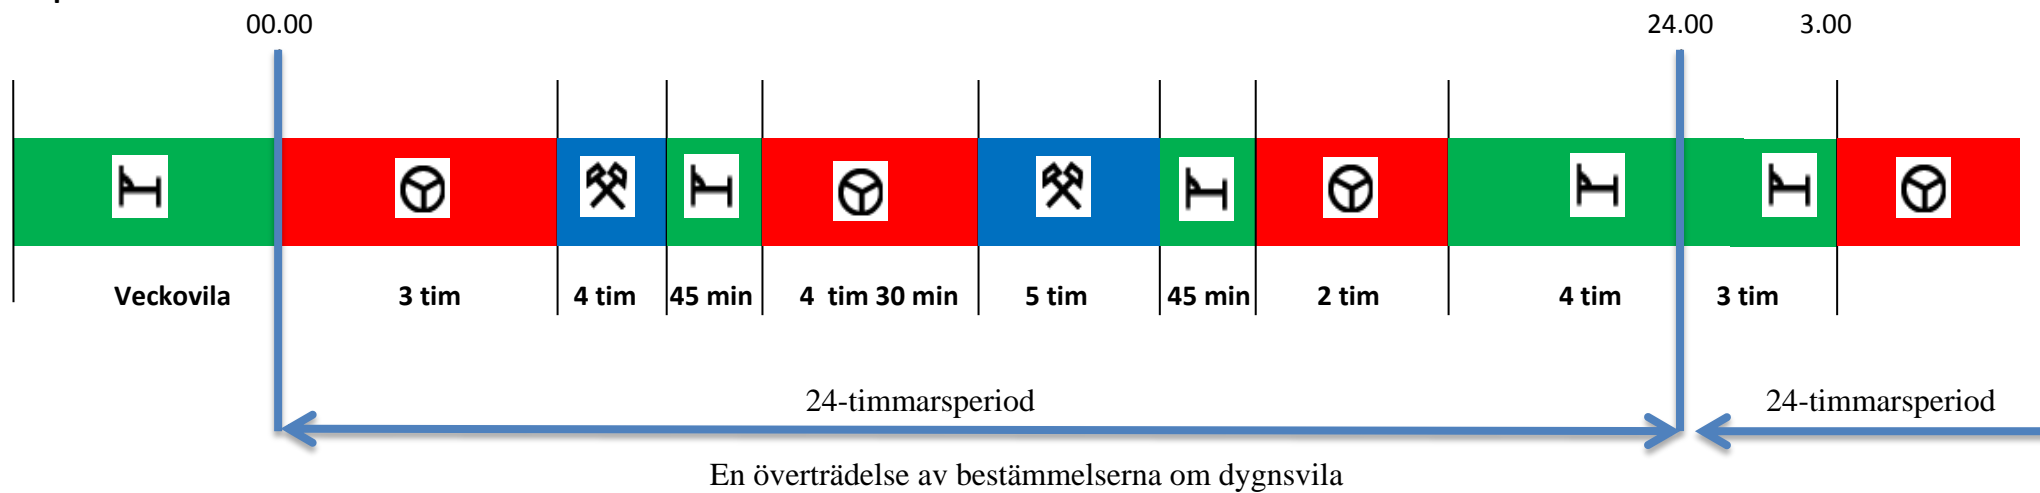 00.00 24.00 3.00
Veckovila 3 tim 4 tim 45 min 4 tim 30 min 5 tim 45 min 2 tim 4 tim 3 tim
24-timmarsperiod 24-timmarsperiod
En överträdelse av bestämmelserna om dygnsvila